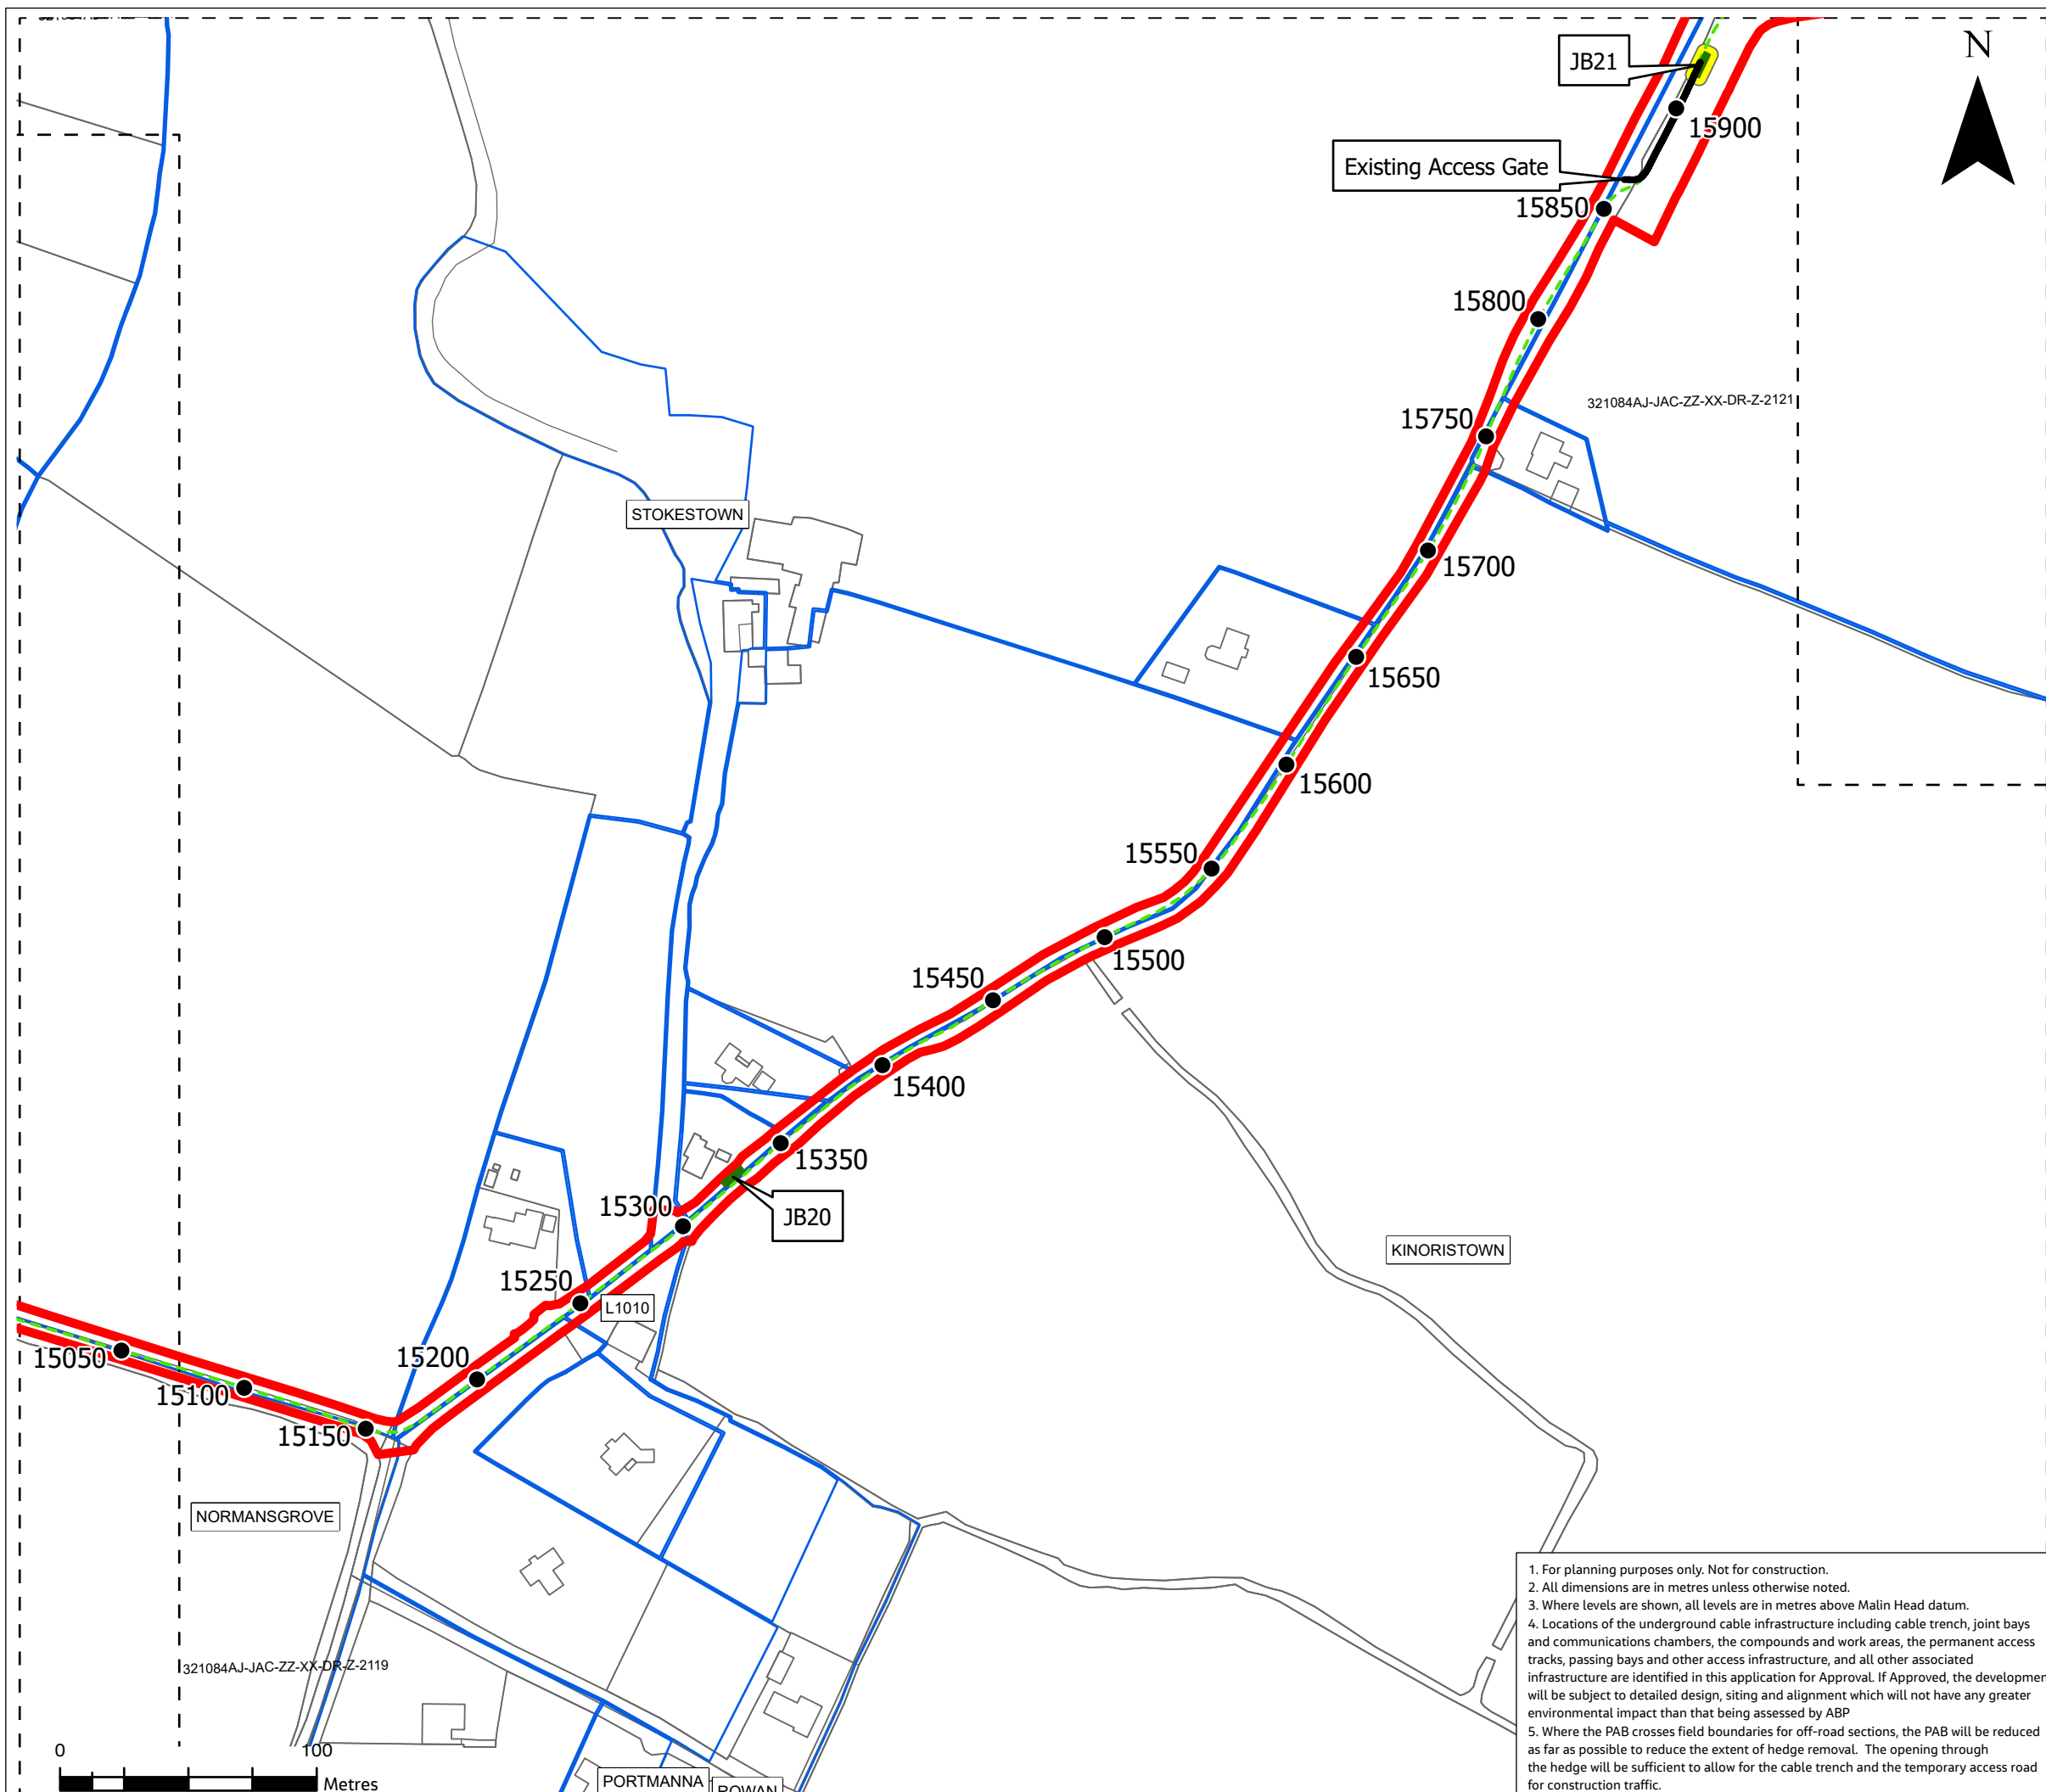 N
JB21
15900
Existing Access Gate
15850
15800
321084AJ-JAC-ZZ-XX-DR-Z-2121
15750
STOKESTOWN
15700
15650
15600
15550
15500
15450
15400
15350
15300
JB20
KINORISTOWN
15250
L1010
15200
15050
15100
15150
NORMANSGROVE
321084AJ-JAC-ZZ-XX-DR-Z-2119
0 100
Metres
PORTMANNA
ROWAN
1. For planning purposes only. Not for construction.
2. All dimensions are in metres unless otherwise noted.
3. Where levels are shown, all levels are in metres above Malin Head datum.
4. Locations of the underground cable infrastructure including cable trench, joint bays
and communications chambers, the compounds and work areas, the permanent access
tracks, passing bays and other access infrastructure, and all other associated
infrastructure are identified in this application for Approval. If Approved, the developmen
will be subject to detailed design, siting and alignment which will not have any greater
environmental impact than that being assessed by ABP
5. Where the PAB crosses field boundaries for off-road sections, the PAB will be reduced
as far as possible to reduce the extent of hedge removal. The opening through
the hedge will be sufficient to allow for the cable trench and the temporary access road
for construction traffic.